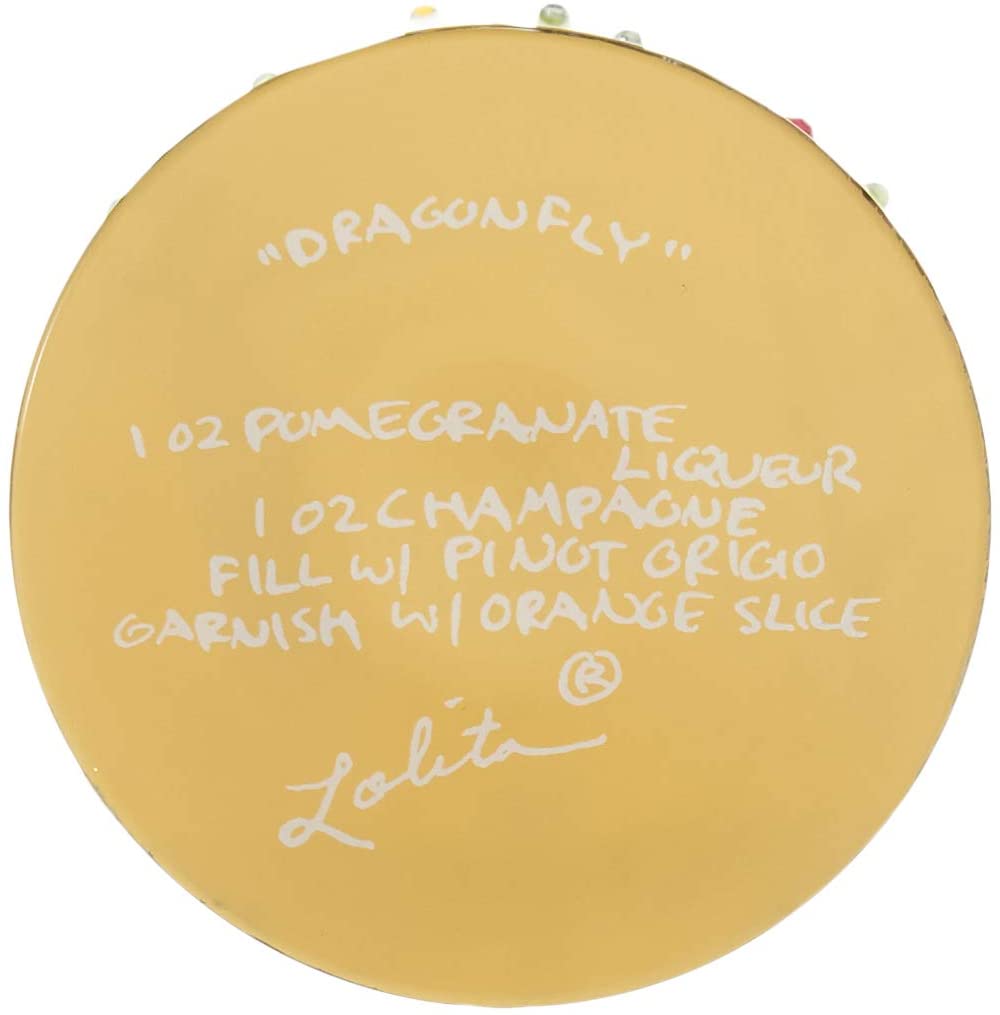 "DRAGONFLY"
1 OZ POMEGRANATE
LIQUEUR
1 OZ CHAMPAGNE
FILL W/ PINOT GRIGIO
GARNISH W/ ORANGE SLICE
®
Lolita